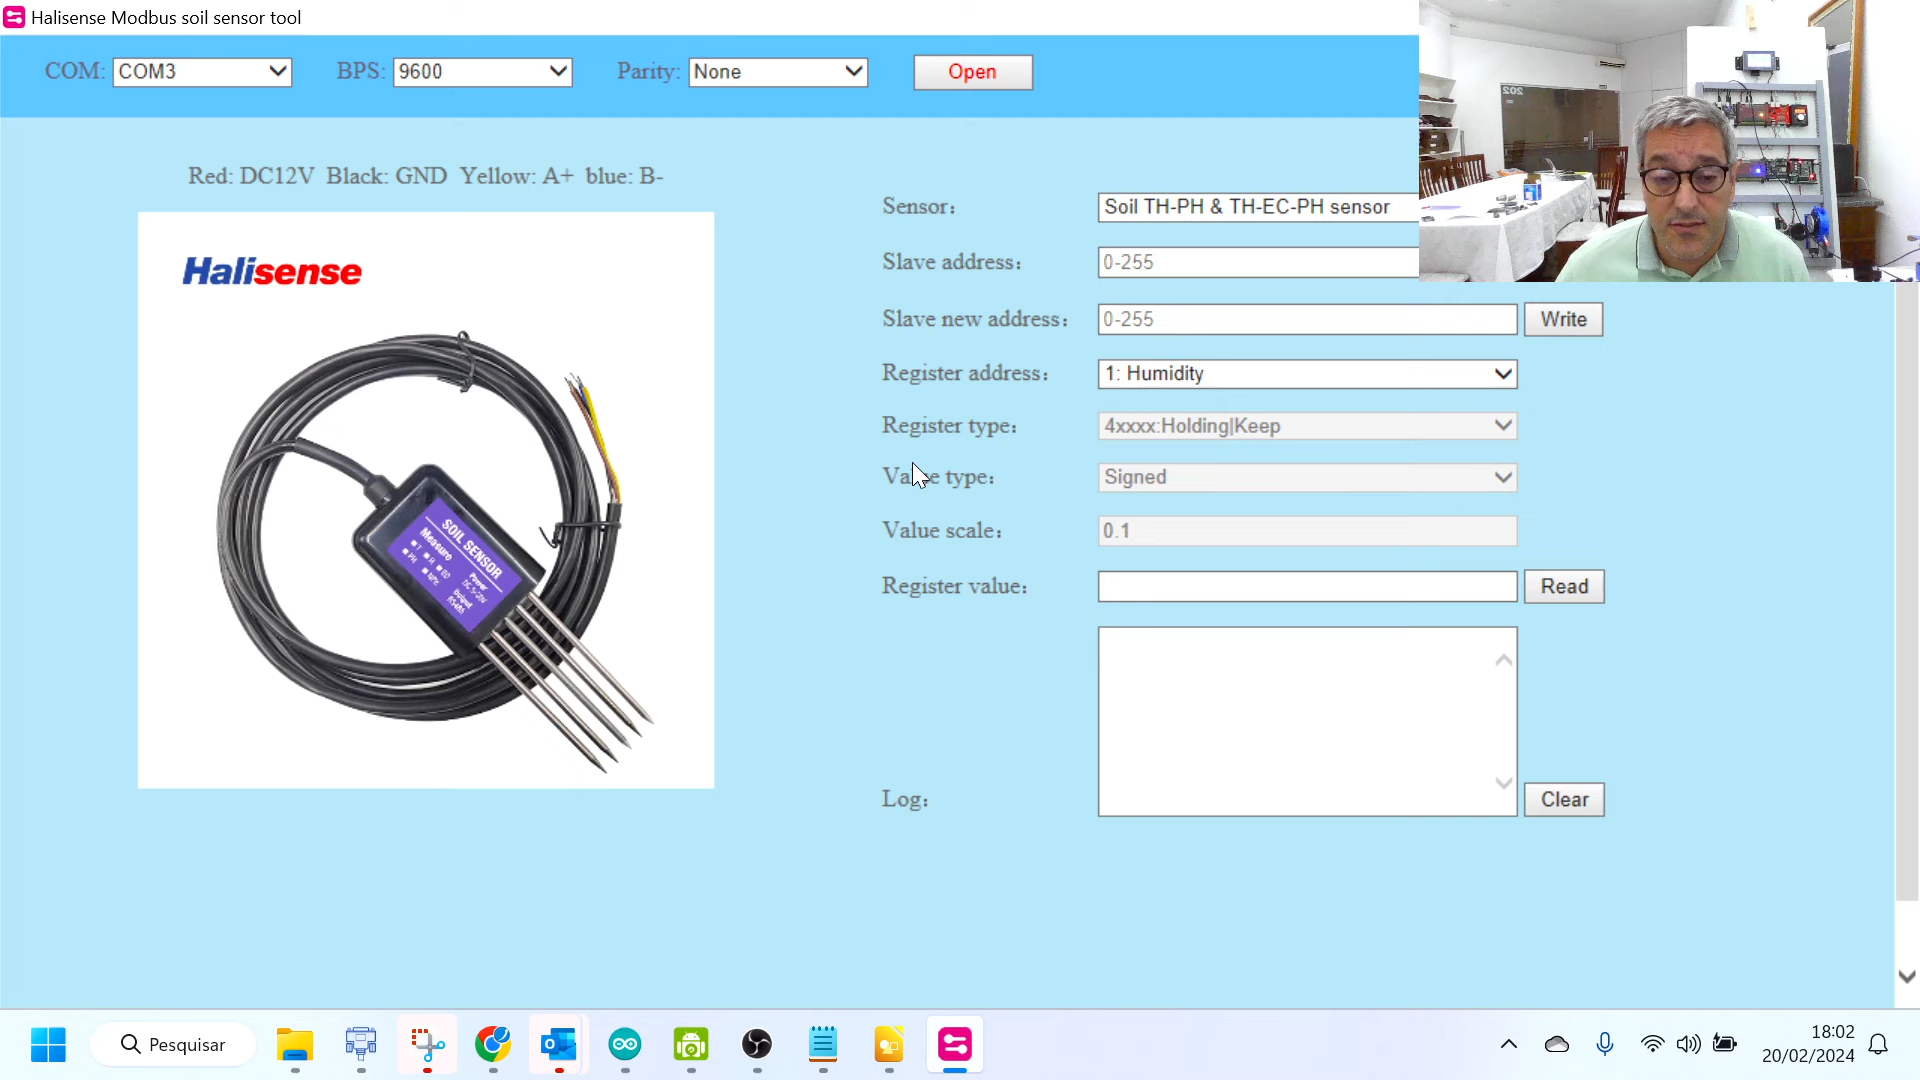 Halisense Modbus soil sensor tool
COM: COM3 BPS: 9600 Parity: None Open
Red: DC12V Black: GND Yellow: A+ blue: B-
Halisense
SOIL SENSOR
Measure
Power
Output
RS485
Sensor: Soil TH-PH & TH-EC-PH sensor
Slave address: 0-255
Slave new address: 0-255 Write
Register address: 1: Humidity
Register type: 4xxxx:Holding|Keep
Value type: Signed
Value scale: 0.1
Register value: Read
Log: Clear
Pesquisar
18:02
20/02/2024